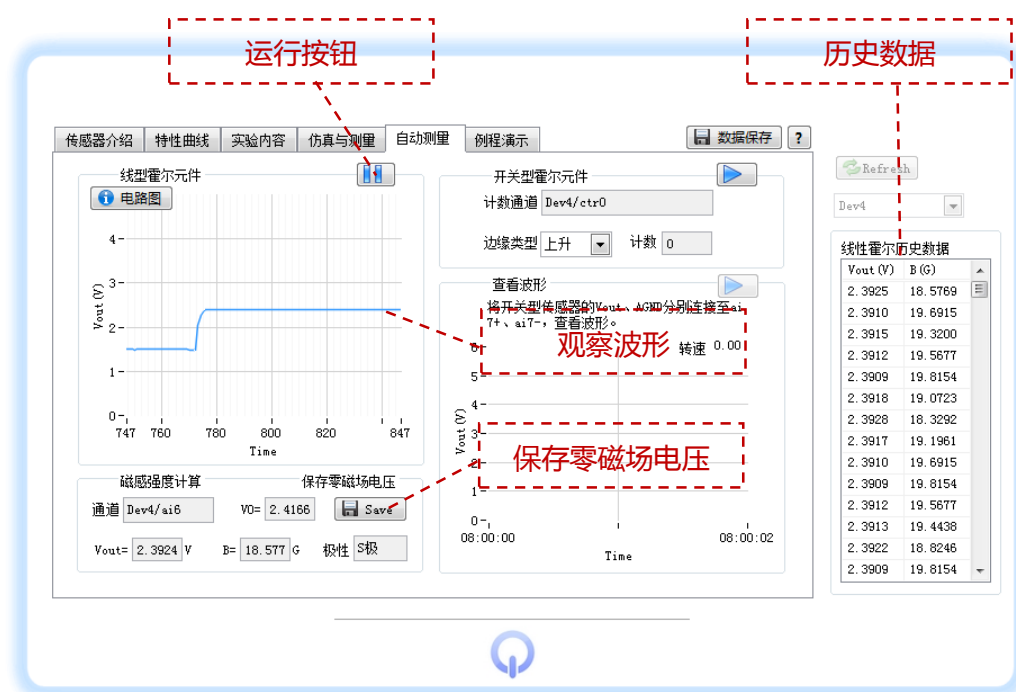 运行按钮
历史数据
传感器介绍 特性曲线 实验内容 仿真与测量 自动测量 例程演示
数据保存 ?
线型霍尔元件
电路图
Vout (V)
4
3
2
1
0
747 760 780 800 820 847
Time
磁感强度计算 保存零磁场电压
通道 Dev4/ai6 V0= 2.4166 Save
Vout= 2.3924 V B= 18.577 G 极性 S极
开关型霍尔元件
计数通道 Dev4/ctr0
边缘类型 上升 计数 0
查看波形
将开关型传感器的Vout、AGND分别连接至ai
7+、ai7-，查看波形。
观察波形
转速 0.00
Vout (V)
6
5
4
3
2
1
0
保存零磁场电压
08:00:00 08:00:02
Time
Refresh
Dev4
线性霍尔历史数据
Vout (V) B (G)
2.3925 18.5769
2.3910 19.6915
2.3915 19.3200
2.3912 19.5677
2.3909 19.8154
2.3918 19.0723
2.3928 18.3292
2.3917 19.1961
2.3910 19.6915
2.3909 19.8154
2.3912 19.5677
2.3913 19.4438
2.3922 18.8246
2.3909 19.8154